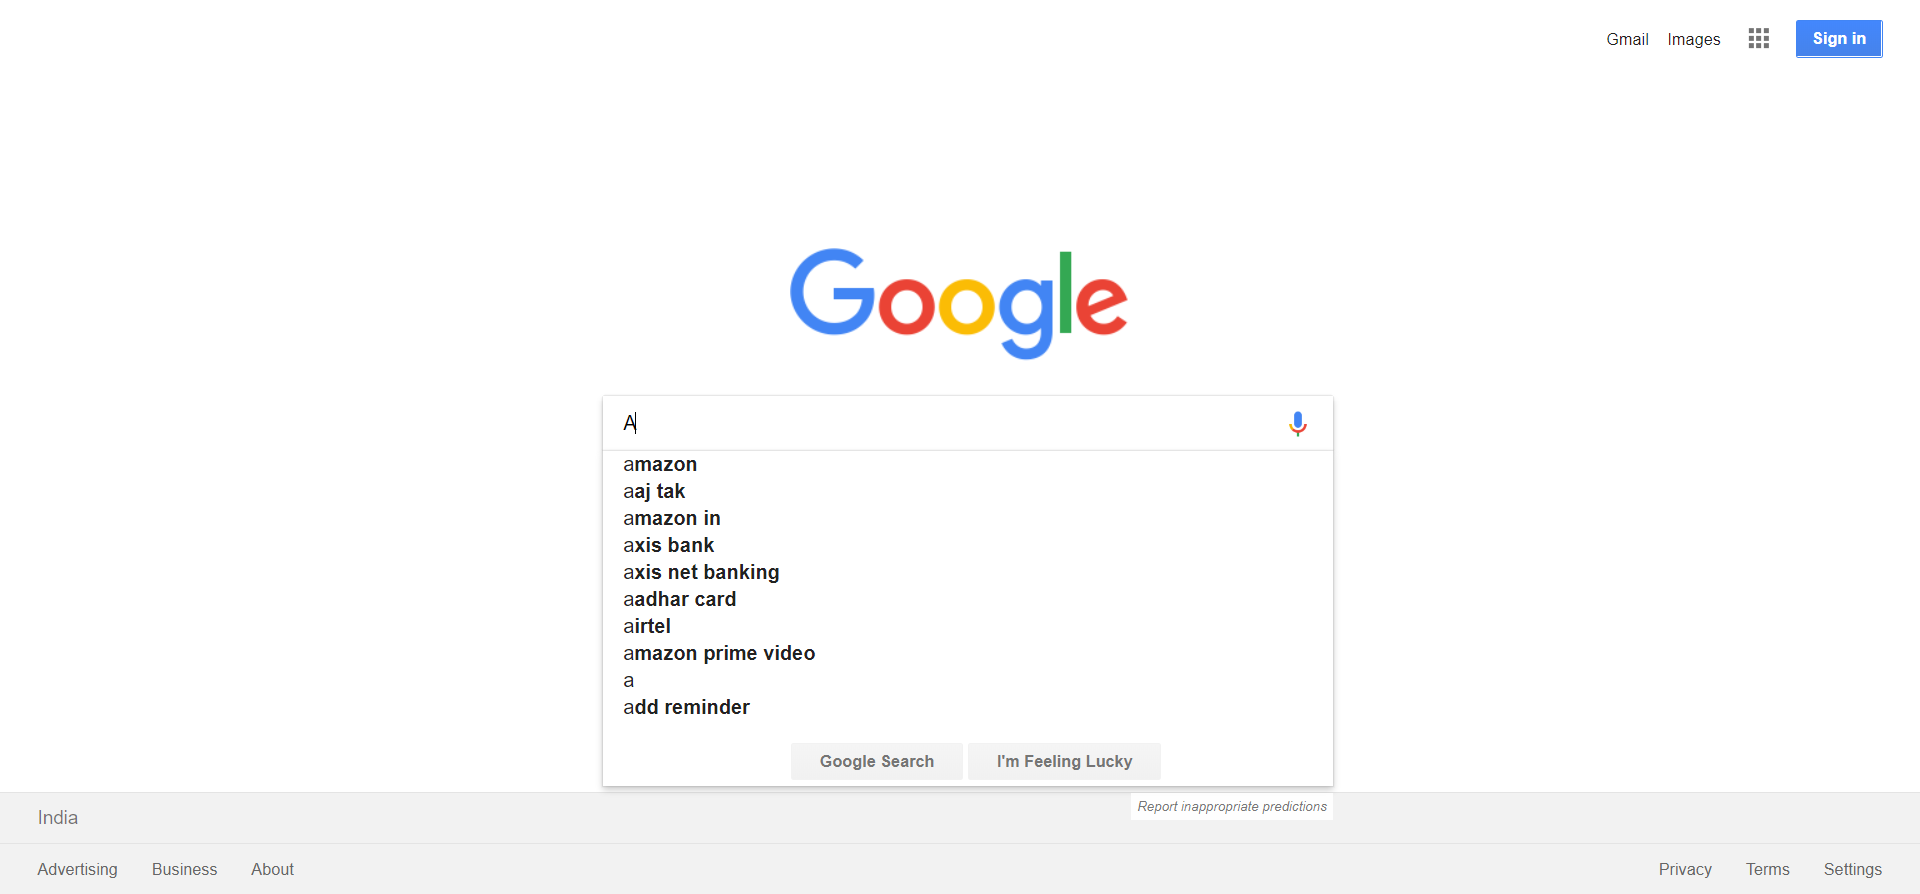 Gmail Images Sign in
Google
A
amazon
aaj tak
amazon in
axis bank
axis net banking
aadhar card
airtel
amazon prime video
a
add reminder
Google Search I'm Feeling Lucky
Report inappropriate predictions
India
Advertising Business About Privacy Terms Settings